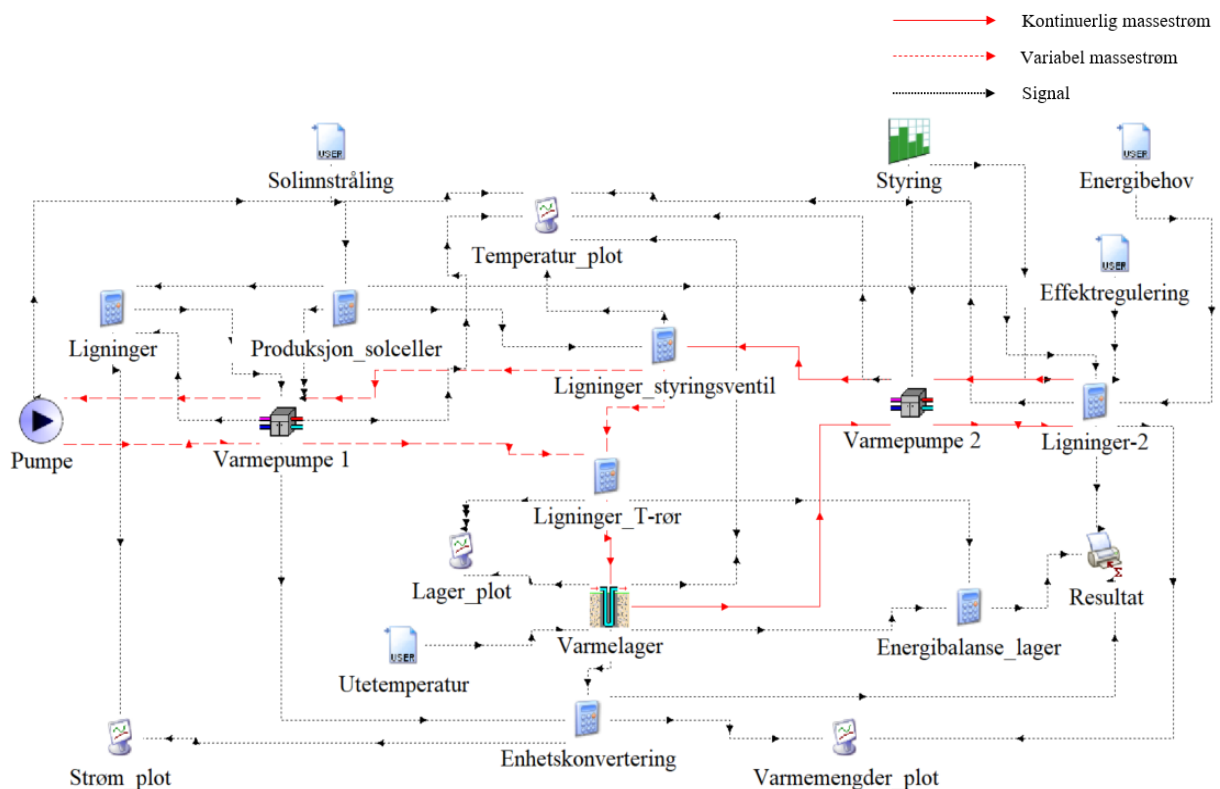 Kontinuerlig massestrøm
Variabel massestrøm
Signal
USER
Solinnstråling
Styring
USER
Energibehov
Temperatur_plot
USER
Effektregulering
Ligninger
Produksjon_solceller
Ligninger_styringsventil
Pumpe
Varmepumpe 1
Varmepumpe 2
Ligninger-2
Ligninger_T-rør
Lager_plot
Resultat
Varmelager
Energibalanse_lager
USER
Utetemperatur
Enhetskonvertering
Strøm_plot
Varmemengder_plot